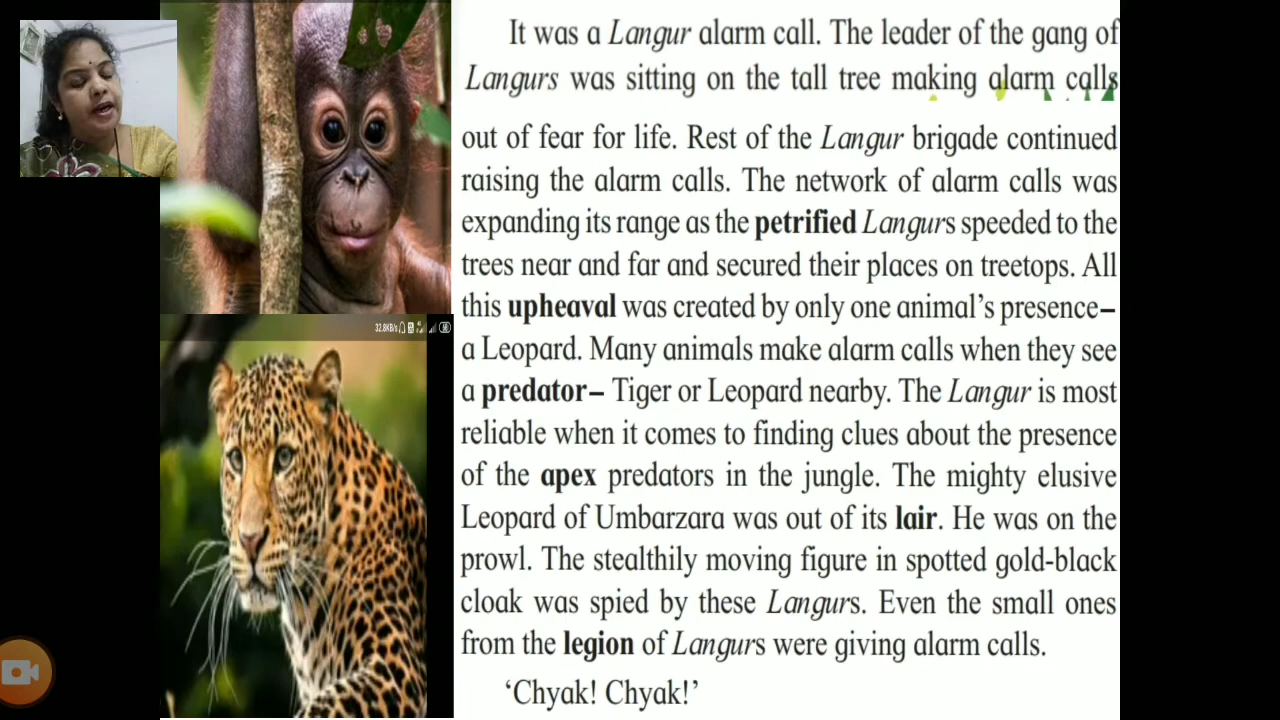 It was a Langur alarm call. The leader of the gang of
Langurs was sitting on the tall tree making alarm calls
out of fear for life. Rest of the Langur brigade continued
raising the alarm calls. The network of alarm calls was
expanding its range as the petrified Langurs speeded to the
trees near and far and secured their places on treetops. All
this upheaval was created by only one animal's presence–
a Leopard. Many animals make alarm calls when they see
a predator– Tiger or Leopard nearby. The Langur is most
reliable when it comes to finding clues about the presence
of the apex predators in the jungle. The mighty elusive
Leopard of Umbarzara was out of its lair. He was on the
prowl. The stealthily moving figure in spotted gold-black
cloak was spied by these Langurs. Even the small ones
from the legion of Langurs were giving alarm calls.
‘Chyak! Chyak!’
32.8KB/s